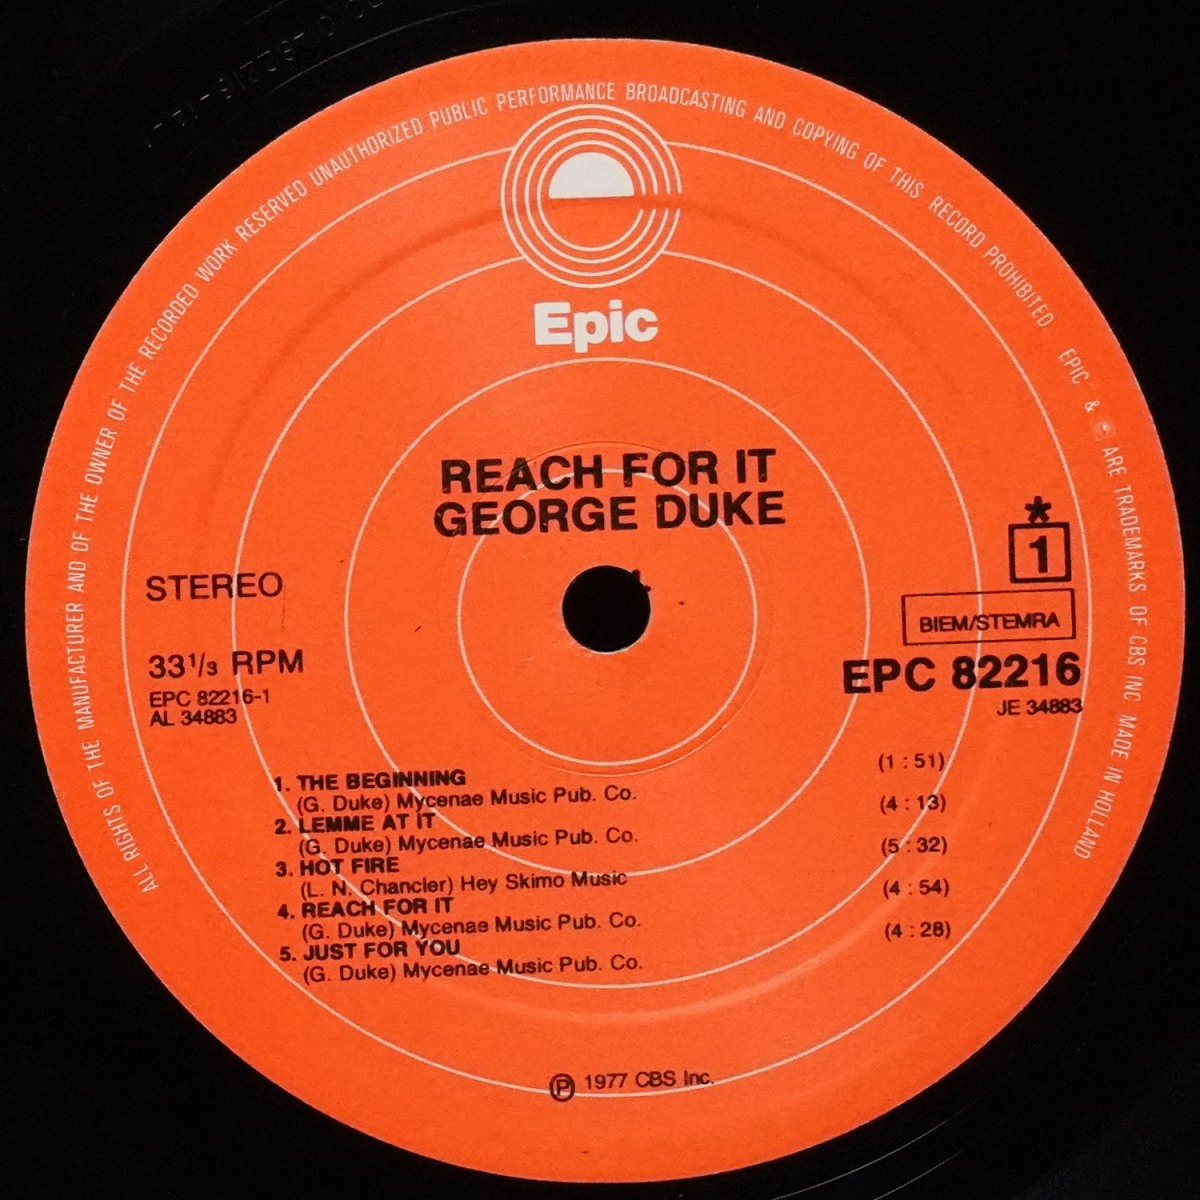 ALL RIGHTS OF THE MANUFACTURER AND OF THE OWNER OF THE RECORDED WORK RESERVED UNAUTHORIZED PUBLIC PERFORMANCE BROADCASTING AND COPYING OF THIS RECORD PROHIBITED. EPIC & e ARE TRADEMARKS OF CBS INC MADE IN HOLLAND
Epic
REACH FOR IT
GEORGE DUKE
STEREO
33⅓ RPM
EPC 82216-1
AL 34883
*
1
BIEM/STEMRA
EPC 82216
JE 34883
1. THE BEGINNING (1 : 51)
(G. Duke) Mycenae Music Pub. Co.
2. LEMME AT IT (4 : 13)
(G. Duke) Mycenae Music Pub. Co.
3. HOT FIRE (5 : 32)
(L. N. Chancler) Hey Skimo Music
4. REACH FOR IT (4 : 54)
(G. Duke) Mycenae Music Pub. Co.
5. JUST FOR YOU (4 : 28)
(G. Duke) Mycenae Music Pub. Co.
℗ 1977 CBS Inc.